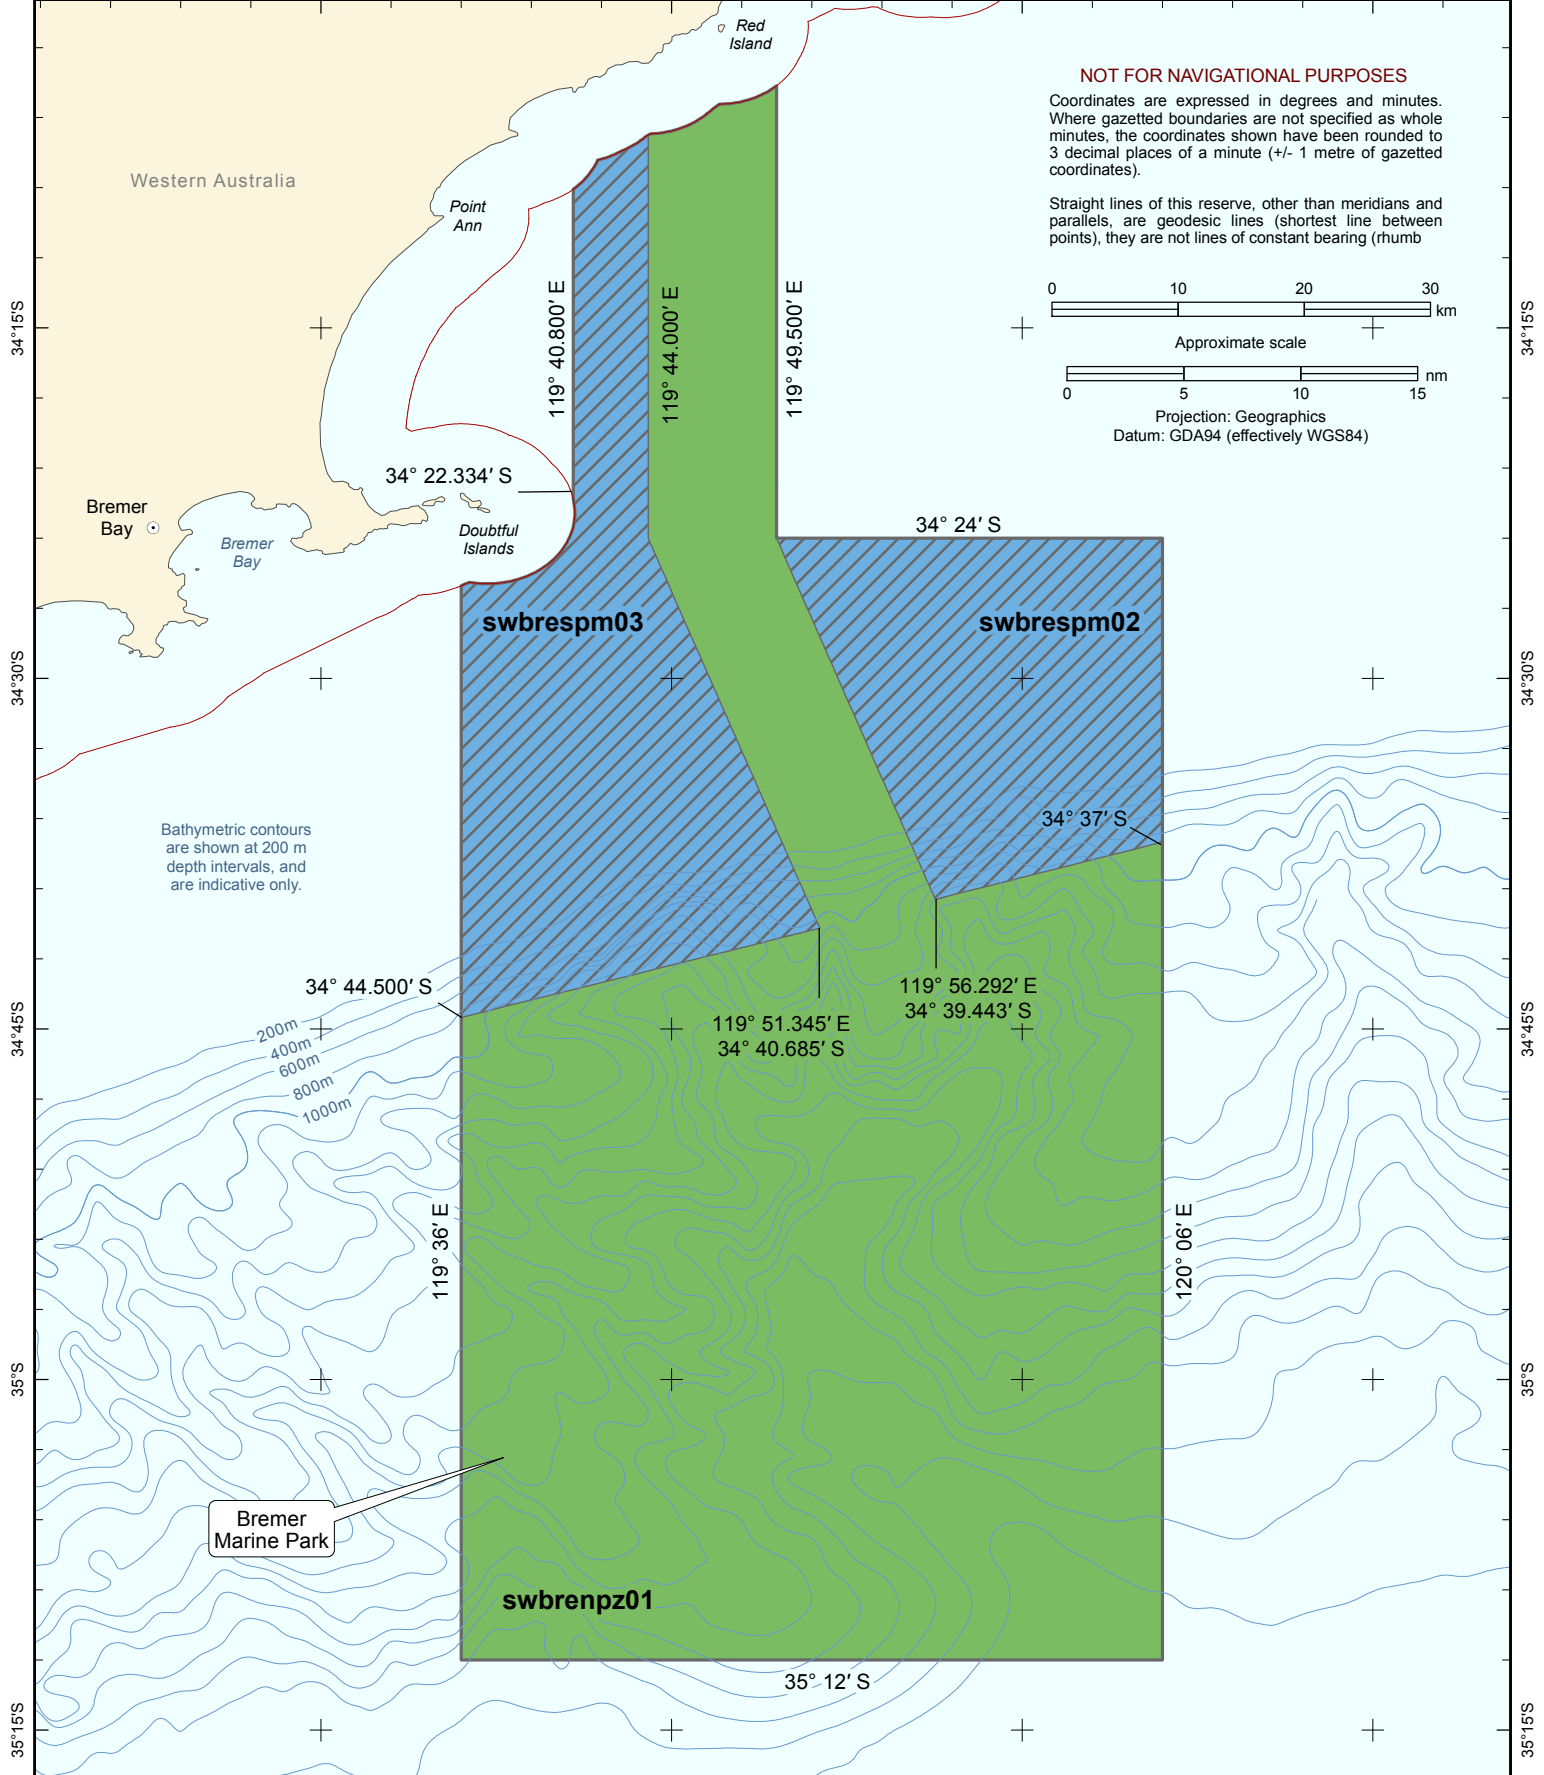 Red
Island
NOT FOR NAVIGATIONAL PURPOSES
Coordinates are expressed in degrees and minutes.
Where gazetted boundaries are not specified as whole
minutes, the coordinates shown have been rounded to
3 decimal places of a minute (+/- 1 metre of gazetted
coordinates).
Straight lines of this reserve, other than meridians and
parallels, are geodesic lines (shortest line between
points), they are not lines of constant bearing (rhumb
Western Australia
Point
Ann
0 10 20 30
km
Approximate scale
nm
0 5 10 15
Projection: Geographics
Datum: GDA94 (effectively WGS84)
34°15'S
34°15'S
119° 40.800' E
119° 44.000' E
119° 49.500' E
34° 22.334' S
Bremer
Bay
Bremer
Bay
Doubtful
Islands
34° 24' S
swbrespm03
swbrespm02
34°30'S
34°30'S
34° 37' S
Bathymetric contours
are shown at 200 m
depth intervals, and
are indicative only.
34° 44.500' S
119° 56.292' E
34° 39.443' S
119° 51.345' E
34° 40.685' S
34°45'S
34°45'S
200m
400m
600m
800m
1000m
119° 36' E
120° 06' E
35°S
35°S
Bremer
Marine Park
swbrenpz01
35° 12' S
35°15'S
35°15'S